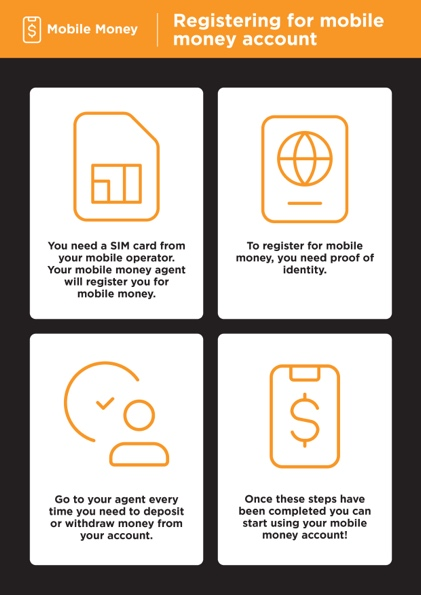 Mobile Money
Registering for mobile
money account
You need a SIM card from
your mobile operator.
Your mobile money agent
will register you for
mobile money.
To register for mobile
money, you need proof of
identity.
Go to your agent every
time you need to deposit
or withdraw money from
your account.
Once these steps have
been completed you can
start using your mobile
money account!